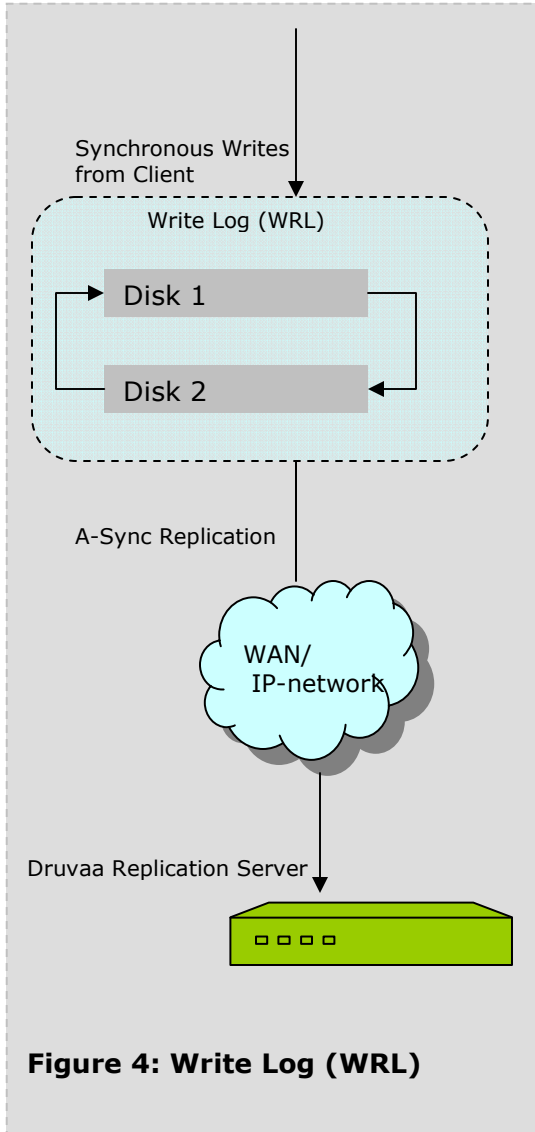 Synchronous Writes
from Client
Write Log (WRL)
Disk 1
Disk 2
A-Sync Replication
WAN/
IP-network
Druvaa Replication Server
Figure 4: Write Log (WRL)